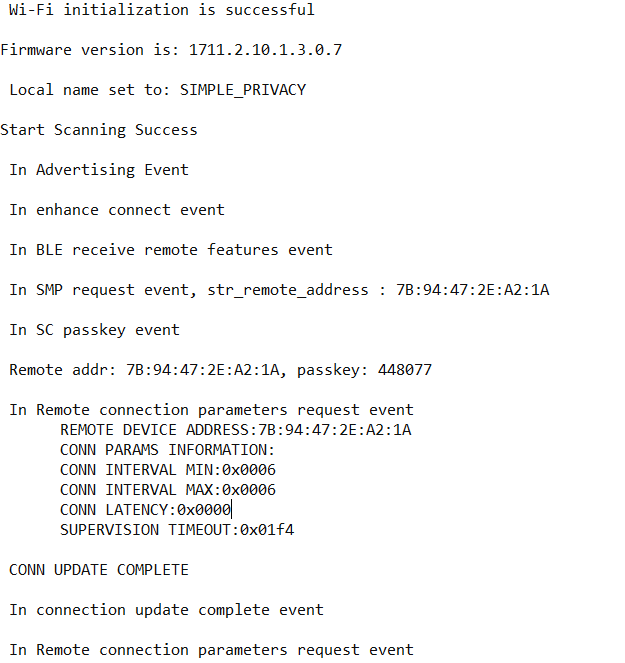 Wi-Fi initialization is successful
Firmware version is: 1711.2.10.1.3.0.7
Local name set to: SIMPLE_PRIVACY
Start Scanning Success
In Advertising Event
In enhance connect event
In BLE receive remote features event
In SMP request event, str_remote_address : 7B:94:47:2E:A2:1A
In SC passkey event
Remote addr: 7B:94:47:2E:A2:1A, passkey: 448077
In Remote connection parameters request event
REMOTE DEVICE ADDRESS:7B:94:47:2E:A2:1A
CONN PARAMS INFORMATION:
CONN INTERVAL MIN:0x0006
CONN INTERVAL MAX:0x0006
CONN LATENCY:0x0000
SUPERVISION TIMEOUT:0x01f4
CONN UPDATE COMPLETE
In connection update complete event
In Remote connection parameters request event